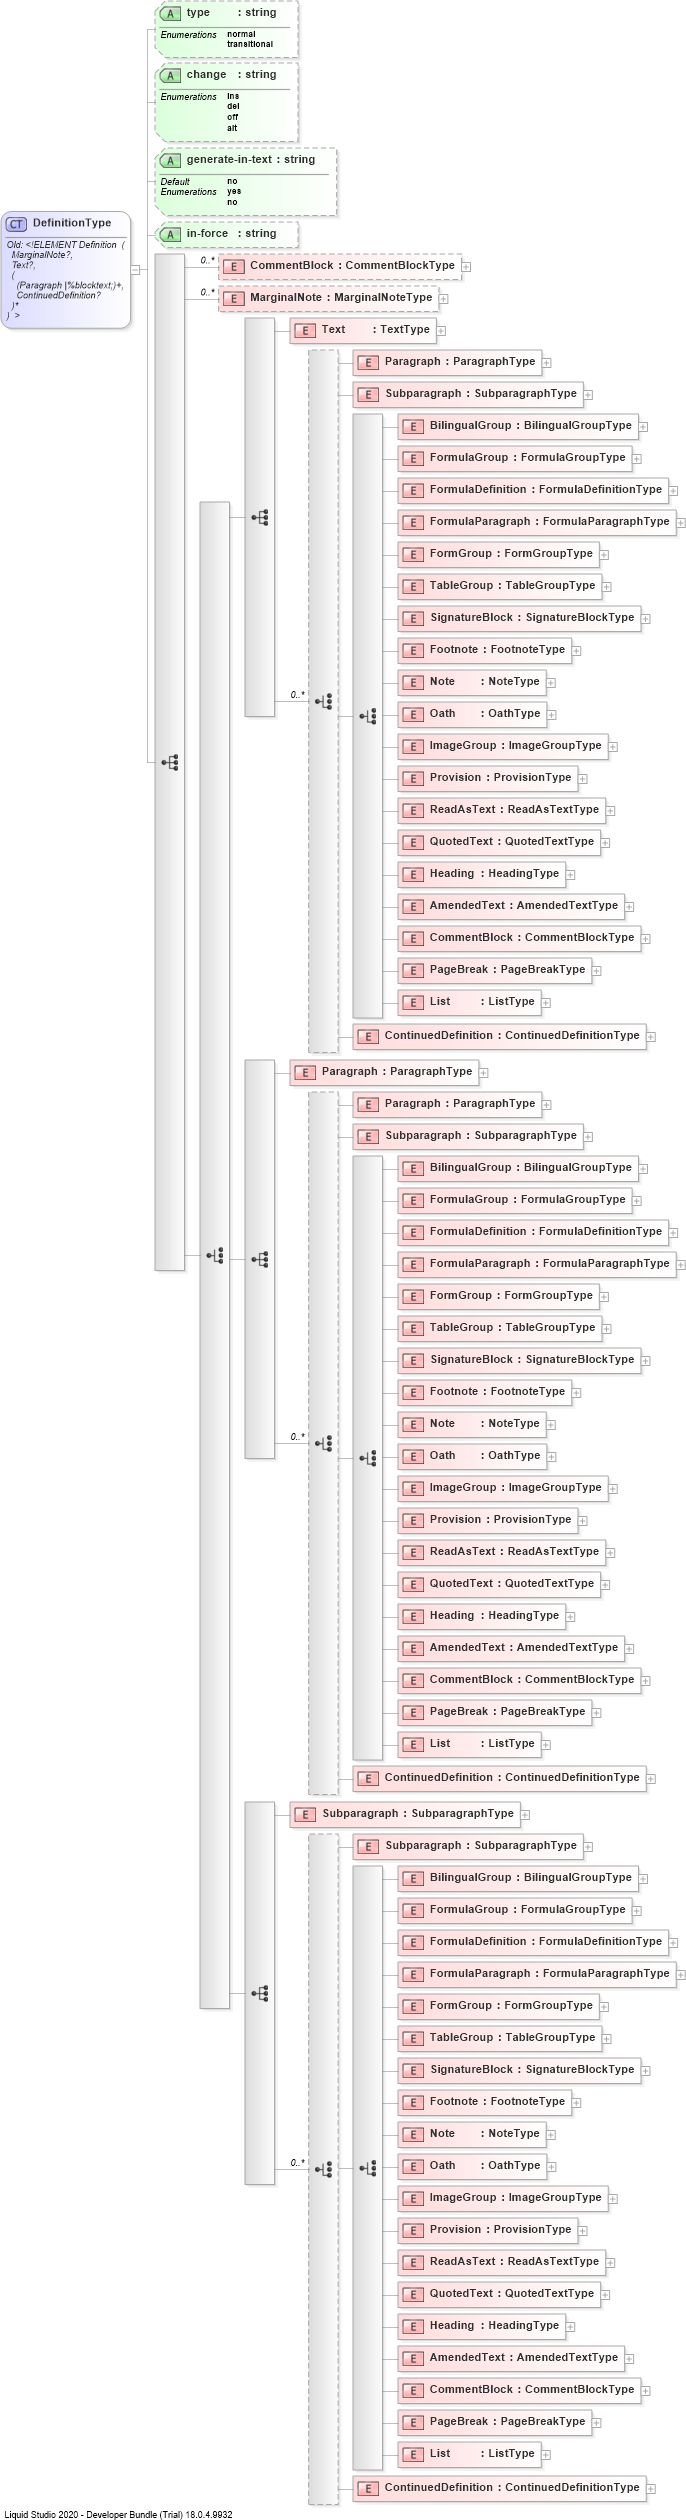 A type : string
Enumerations normal
transitional
A change : string
Enumerations ins
del
off
alt
A generate-in-text : string
Default no
Enumerations yes
no
CT DefinitionType
Old: <!ELEMENT Definition (
MarginalNote?,
Text?,
(
(Paragraph |%blocktext;)+,
ContinuedDefinition?
)*
) >
A in-force : string
0..* E CommentBlock : CommentBlockType
0..* E MarginalNote : MarginalNoteType
E Text : TextType
E Paragraph : ParagraphType
E Subparagraph : SubparagraphType
E BilingualGroup : BilingualGroupType
E FormulaGroup : FormulaGroupType
E FormulaDefinition : FormulaDefinitionType
E FormulaParagraph : FormulaParagraphType
E FormGroup : FormGroupType
E TableGroup : TableGroupType
E SignatureBlock : SignatureBlockType
E Footnote : FootnoteType
E Note : NoteType
0..*
E Oath : OathType
E ImageGroup : ImageGroupType
E Provision : ProvisionType
E ReadAsText : ReadAsTextType
E QuotedText : QuotedTextType
E Heading : HeadingType
E AmendedText : AmendedTextType
E CommentBlock : CommentBlockType
E PageBreak : PageBreakType
E List : ListType
E ContinuedDefinition : ContinuedDefinitionType
E Paragraph : ParagraphType
E Paragraph : ParagraphType
E Subparagraph : SubparagraphType
E BilingualGroup : BilingualGroupType
E FormulaGroup : FormulaGroupType
E FormulaDefinition : FormulaDefinitionType
E FormulaParagraph : FormulaParagraphType
E FormGroup : FormGroupType
E TableGroup : TableGroupType
E SignatureBlock : SignatureBlockType
E Footnote : FootnoteType
E Note : NoteType
0..*
E Oath : OathType
E ImageGroup : ImageGroupType
E Provision : ProvisionType
E ReadAsText : ReadAsTextType
E QuotedText : QuotedTextType
E Heading : HeadingType
E AmendedText : AmendedTextType
E CommentBlock : CommentBlockType
E PageBreak : PageBreakType
E List : ListType
E ContinuedDefinition : ContinuedDefinitionType
E Subparagraph : SubparagraphType
E Subparagraph : SubparagraphType
E BilingualGroup : BilingualGroupType
E FormulaGroup : FormulaGroupType
E FormulaDefinition : FormulaDefinitionType
E FormulaParagraph : FormulaParagraphType
E FormGroup : FormGroupType
E TableGroup : TableGroupType
E SignatureBlock : SignatureBlockType
E Footnote : FootnoteType
E Note : NoteType
0..*
E Oath : OathType
E ImageGroup : ImageGroupType
E Provision : ProvisionType
E ReadAsText : ReadAsTextType
E QuotedText : QuotedTextType
E Heading : HeadingType
E AmendedText : AmendedTextType
E CommentBlock : CommentBlockType
E PageBreak : PageBreakType
E List : ListType
E ContinuedDefinition : ContinuedDefinitionType
Liquid Studio 2020 - Developer Bundle (Trial) 18.0.4.9932